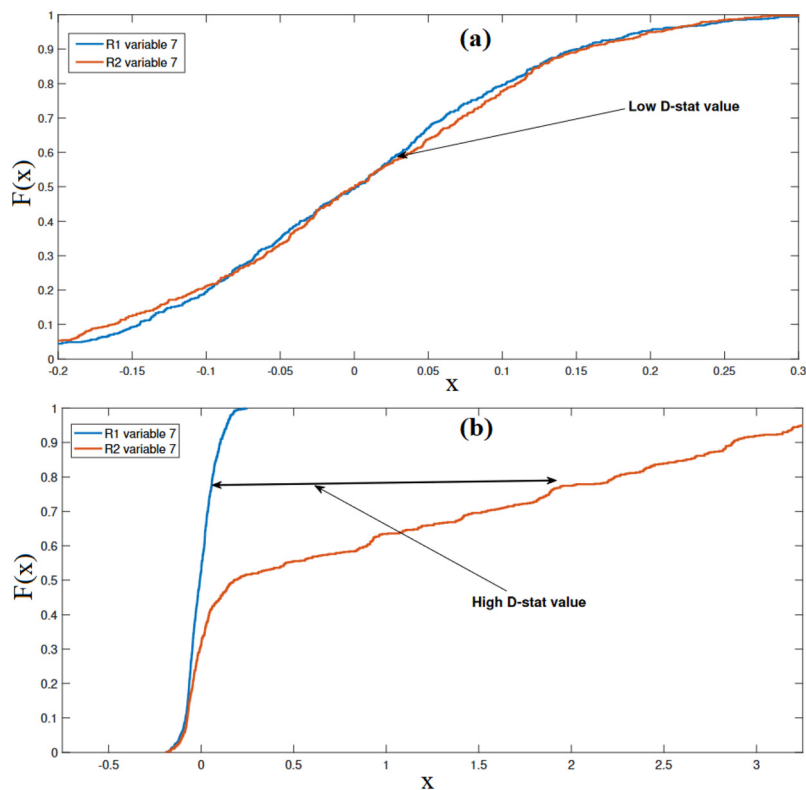 (a)
R1 variable 7
R2 variable 7
Low D-stat value
F(x)
1
0.9
0.8
0.7
0.6
0.5
0.4
0.3
0.2
0.1
0
-0.2 -0.15 -0.1 -0.05 0 0.05 0.1 0.15 0.2 0.25 0.3
x
(b)
R1 variable 7
R2 variable 7
High D-stat value
F(x)
1
0.9
0.8
0.7
0.6
0.5
0.4
0.3
0.2
0.1
0
-0.5 0 0.5 1 1.5 2 2.5 3
x